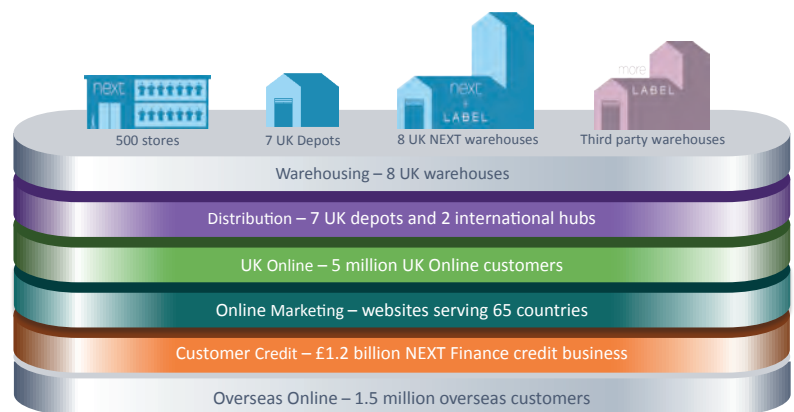 next
next
+
LABEL
more
LABEL
500 stores
7 UK Depots
8 UK NEXT warehouses
Third party warehouses
Warehousing – 8 UK warehouses
Distribution – 7 UK depots and 2 international hubs
UK Online – 5 million UK Online customers
Online Marketing – websites serving 65 countries
Customer Credit – £1.2 billion NEXT Finance credit business
Overseas Online – 1.5 million overseas customers